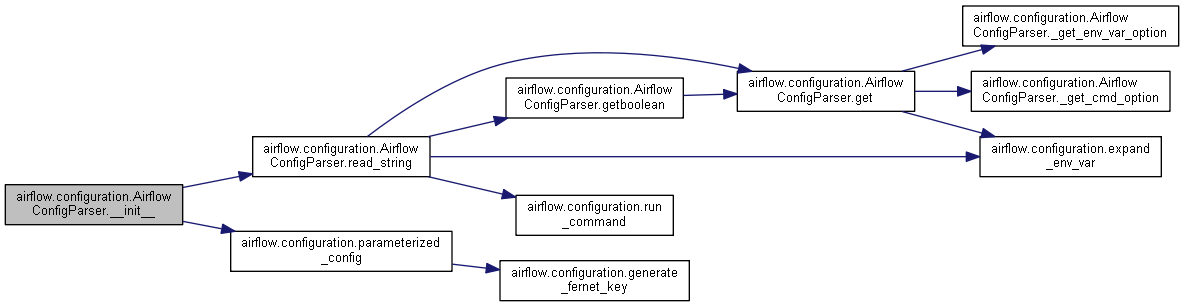 airflow.configuration.Airflow
ConfigParser._get_env_var_option
airflow.configuration.Airflow
ConfigParser.get
airflow.configuration.Airflow
ConfigParser._get_cmd_option
airflow.configuration.Airflow
ConfigParser.getboolean
airflow.configuration.Airflow
ConfigParser.read_string
airflow.configuration.expand
_env_var
airflow.configuration.Airflow
ConfigParser.__init__
airflow.configuration.run
_command
airflow.configuration.parameterized
_config
airflow.configuration.generate
_fernet_key